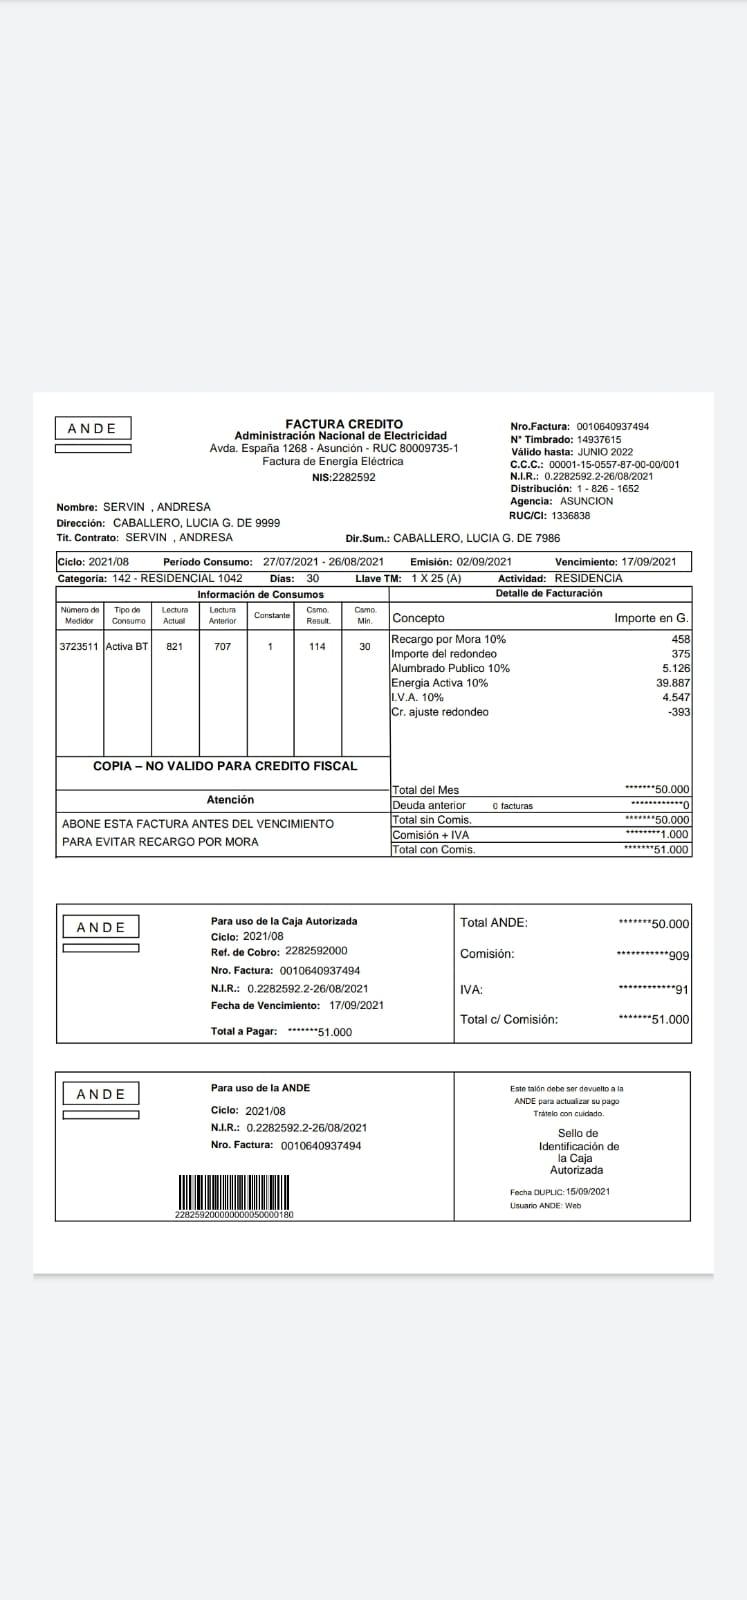 ANDE
FACTURA CREDITO
Administración Nacional de Electricidad
Avda. España 1268 - Asunción - RUC 80009735-1
Factura de Energía Eléctrica
NIS:2282592
Nro.Factura: 0010640937494
N° Timbrado: 14937615
Válido hasta: JUNIO 2022
C.C.C.: 00001-15-0557-87-00-00/001
N.I.R.: 0.2282592.2-26/08/2021
Distribución: 1 - 826 - 1652
Agencia: ASUNCION
RUC/CI: 1336838
Nombre: SERVIN , ANDRESA
Dirección: CABALLERO, LUCIA G. DE 9999
Tit. Contrato: SERVIN , ANDRESA Dir.Sum.: CABALLERO, LUCIA G. DE 7986
Ciclo: 2021/08 Período Consumo: 27/07/2021 - 26/08/2021 Emisión: 02/09/2021 Vencimiento: 17/09/2021
Categoría: 142 - RESIDENCIAL 1042 Días: 30 Llave TM: 1 X 25 (A) Actividad: RESIDENCIA
Información de Consumos
Número de Medidor Tipo de Consumo Lectura Actual Lectura Anterior Constante Csmo. Result. Csmo. Min.
3723511 Activa BT 821 707 1 114 30
COPIA – NO VALIDO PARA CREDITO FISCAL
Atención
ABONE ESTA FACTURA ANTES DEL VENCIMIENTO
PARA EVITAR RECARGO POR MORA
Detalle de Facturación
Concepto Importe en G.
Recargo por Mora 10% 458
Importe del redondeo 375
Alumbrado Publico 10% 5.126
Energia Activa 10% 39.887
I.V.A. 10% 4.547
Cr. ajuste redondeo -393
Total del Mes *******50.000
Deuda anterior 0 facturas ************0
Total sin Comis. *******50.000
Comisión + IVA ********1.000
Total con Comis. *******51.000
ANDE
Para uso de la Caja Autorizada
Ciclo: 2021/08
Ref. de Cobro: 2282592000
Nro. Factura: 0010640937494
N.I.R.: 0.2282592.2-26/08/2021
Fecha de Vencimiento: 17/09/2021
Total a Pagar: *******51.000
Total ANDE: *******50.000
Comisión: ***********909
IVA: ************91
Total c/ Comisión: *******51.000
ANDE
Para uso de la ANDE
Ciclo: 2021/08
N.I.R.: 0.2282592.2-26/08/2021
Nro. Factura: 0010640937494
Este talón debe ser devuelto a la
ANDE para actualizar su pago
Trátelo con cuidado.
Sello de
Identificación de
la Caja
Autorizada
Fecha DUPLIC: 15/09/2021
Usuario ANDE: Web